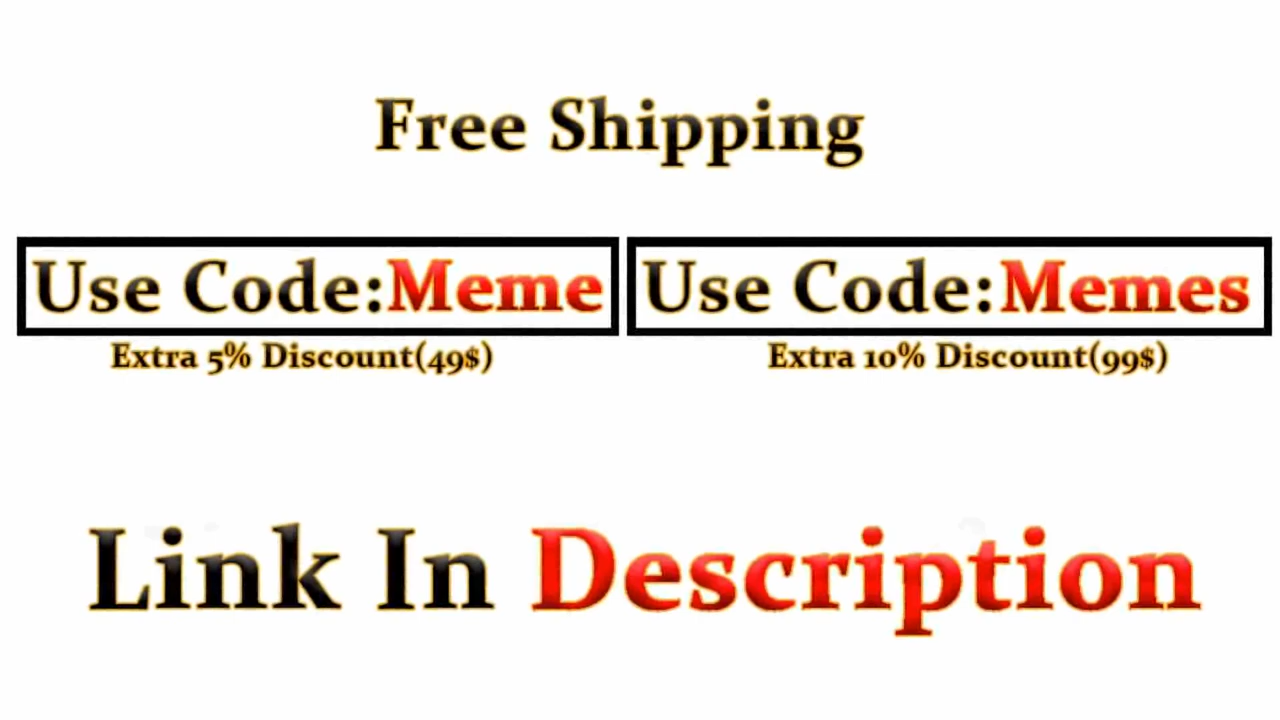 Free Shipping
Use Code:Meme
Use Code:Memes
Extra 5% Discount(49$)
Extra 10% Discount(99$)
Link In Description